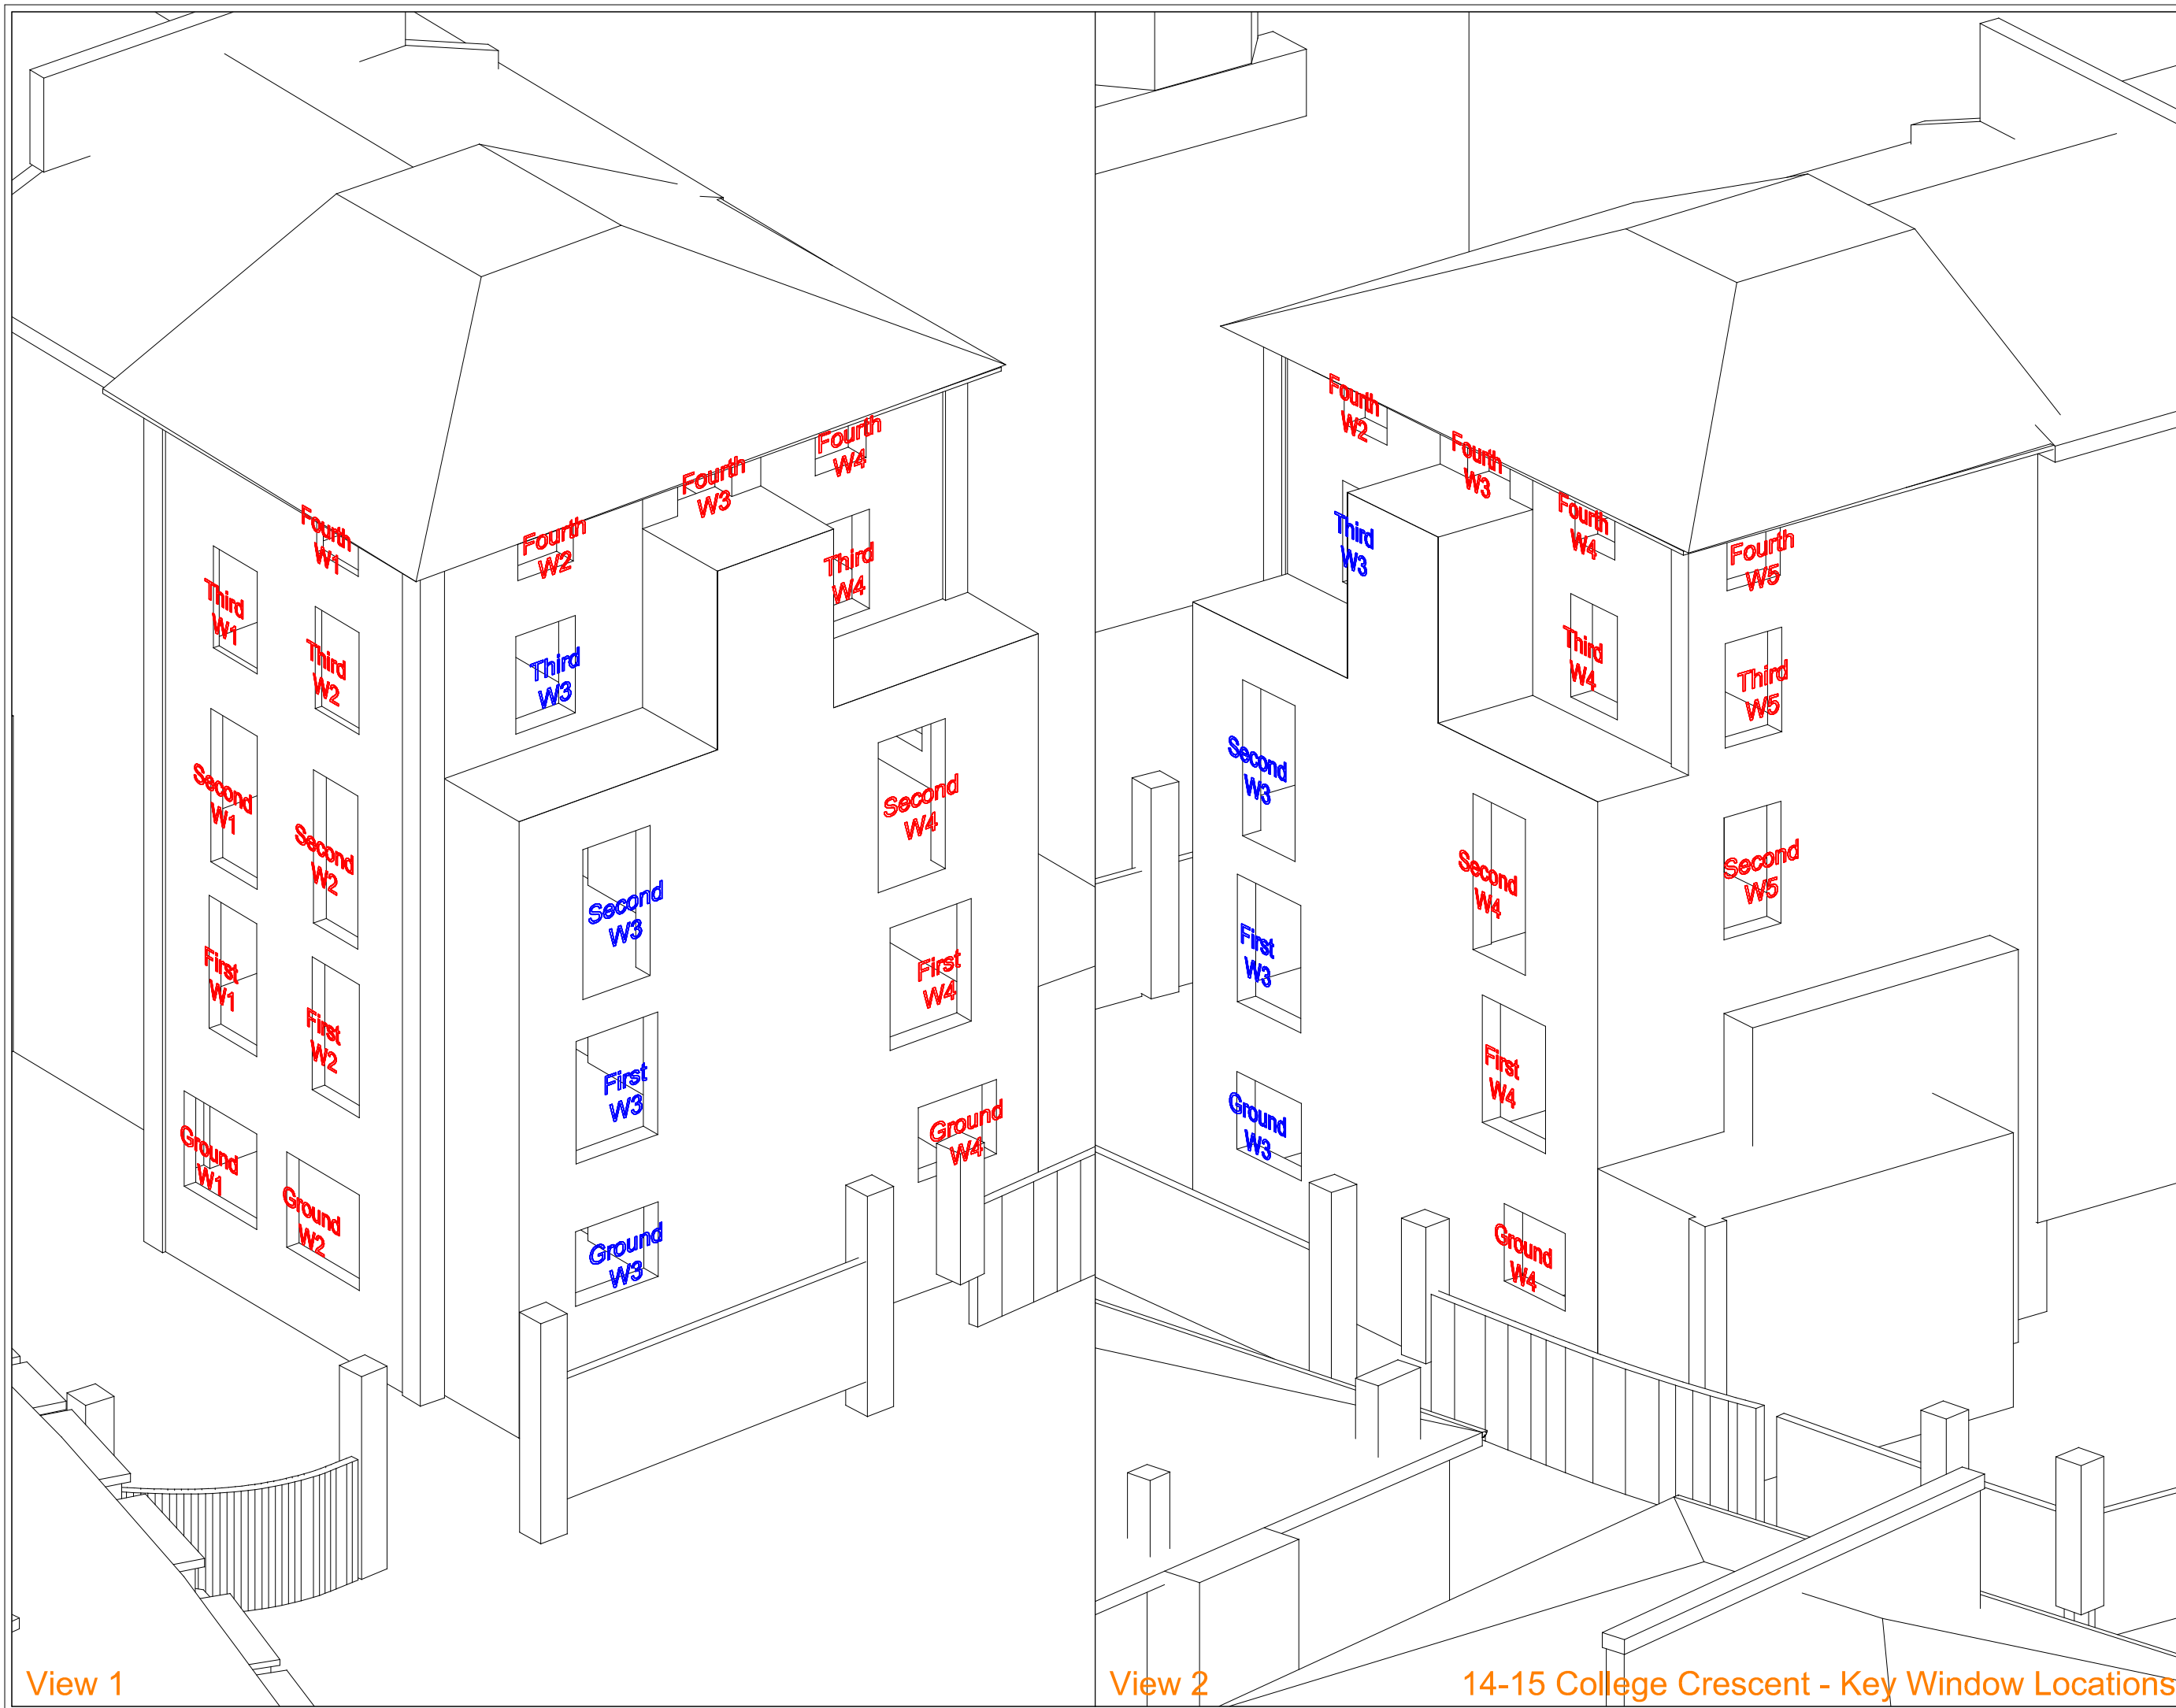 Fourth
W1
Fourth
W2
Fourth
W3
Fourth
W4
Third
W1
Third
W2
Third
W3
Third
W4
Second
W1
Second
W2
Second
W3
Second
W4
First
W1
First
W2
First
W3
First
W4
Ground
W1
Ground
W2
Ground
W3
Ground
W4
View 1
Fourth
W2
Fourth
W3
Fourth
W4
Fourth
W5
Third
W3
Third
W4
Third
W5
Second
W3
Second
W4
Second
W5
First
W3
First
W4
Ground
W3
Ground
W4
View 2
14-15 College Crescent - Key Window Locations